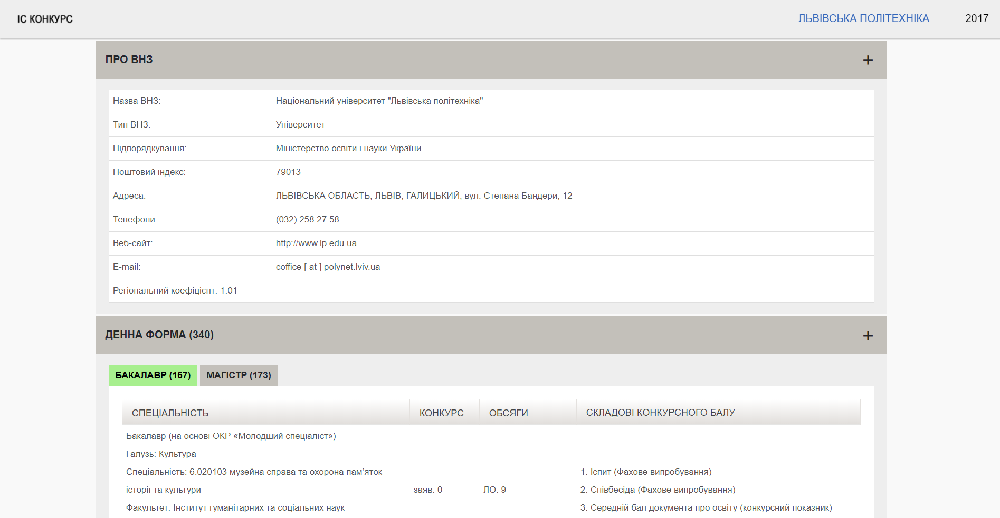 ІС КОНКУРС
ЛЬВІВСЬКА ПОЛІТЕХНІКА 2017
ПРО ВНЗ
Назва ВНЗ: Національний університет "Львівська політехніка"
Тип ВНЗ: Університет
Підпорядкування: Міністерство освіти і науки України
Поштовий індекс: 79013
Адреса: ЛЬВІВСЬКА ОБЛАСТЬ, ЛЬВІВ, ГАЛИЦЬКИЙ, вул. Степана Бандери, 12
Телефони: (032) 258 27 58
Веб-сайт: http://www.lp.edu.ua
E-mail: coffice [ at ] polynet.lviv.ua
Регіональний коефіцієнт: 1.01
ДЕННА ФОРМА (340)
БАКАЛАВР (167) МАГІСТР (173)
СПЕЦІАЛЬНІСТЬ КОНКУРС ОБСЯГИ СКЛАДОВІ КОНКУРСНОГО БАЛУ
Бакалавр (на основі ОКР «Молодший спеціаліст»)
Галузь: Культура
Спеціальність: 6.020103 музейна справа та охорона пам'яток
історії та культури
Факультет: Інститут гуманітарних та соціальних наук
заяв: 0
ЛО: 9
1. Іспит (Фахове випробування)
2. Співбесіда (Фахове випробування)
3. Середній бал документа про освіту (конкурсний показник)